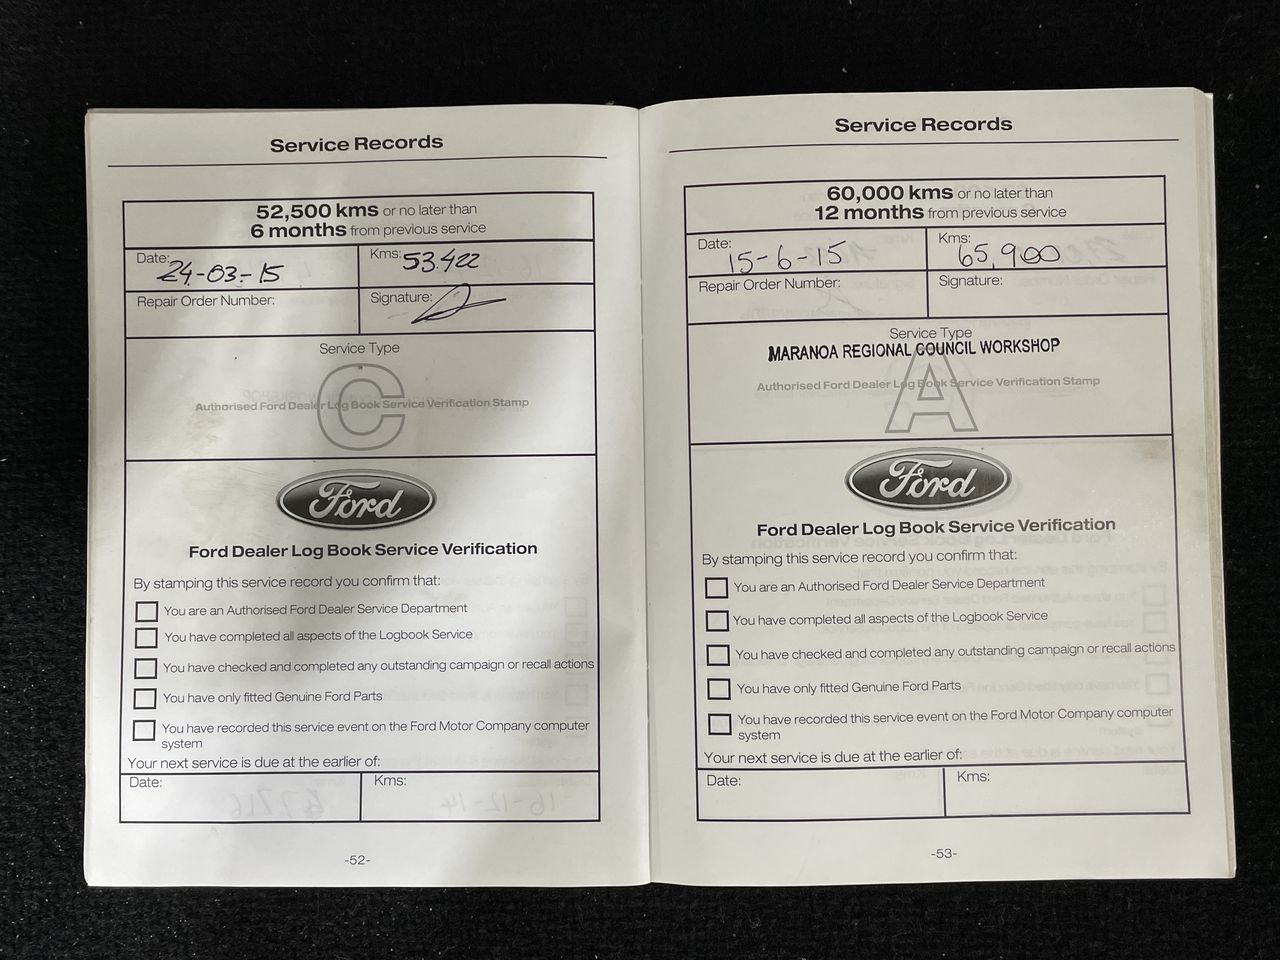 Service Records
52,500 kms or no later than
6 months from previous service
Date: 24-03-15
Kms: 53.422
Repair Order Number:
Signature:
Service Type
C
Authorised Ford Dealer Log Book Service Verification Stamp
Ford
Ford Dealer Log Book Service Verification
By stamping this service record you confirm that:
You are an Authorised Ford Dealer Service Department
You have completed all aspects of the Logbook Service
You have checked and completed any outstanding campaign or recall actions
You have only fitted Genuine Ford Parts
You have recorded this service event on the Ford Motor Company computer
system
Your next service is due at the earlier of:
Date:
Kms:
-52-
Service Records
60,000 kms or no later than
12 months from previous service
Date: 15-6-15
Kms: 65,900
Repair Order Number:
Signature:
Service Type
MARANOA REGIONAL COUNCIL WORKSHOP
A
Authorised Ford Dealer Log Book Service Verification Stamp
Ford
Ford Dealer Log Book Service Verification
By stamping this service record you confirm that:
You are an Authorised Ford Dealer Service Department
You have completed all aspects of the Logbook Service
You have checked and completed any outstanding campaign or recall actions
You have only fitted Genuine Ford Parts
You have recorded this service event on the Ford Motor Company computer
system
Your next service is due at the earlier of:
Date:
Kms:
-53-